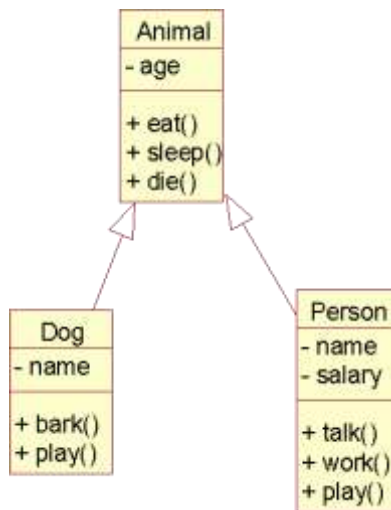 Animal
- age
+ eat()
+ sleep()
+ die()
Dog
- name
+ bark()
+ play()
Person
- name
- salary
+ talk()
+ work()
+ play()